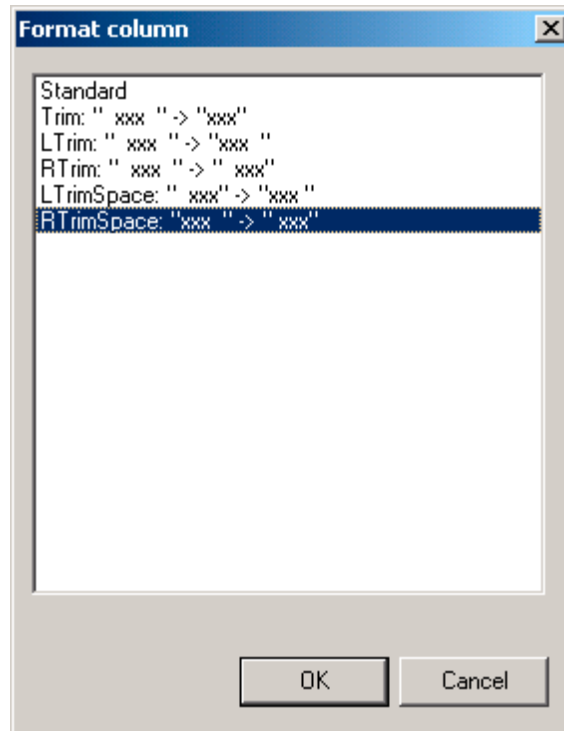 Format column
Standard
Trim: "  xxx  " -> "xxx"
LTrim: "  xxx  " -> "xxx  "
RTrim: "  xxx  " -> "  xxx"
LTrimSpace: "  xxx" -> "xxx "
RTrimSpace: "xxx  " -> " xxx"
OK Cancel